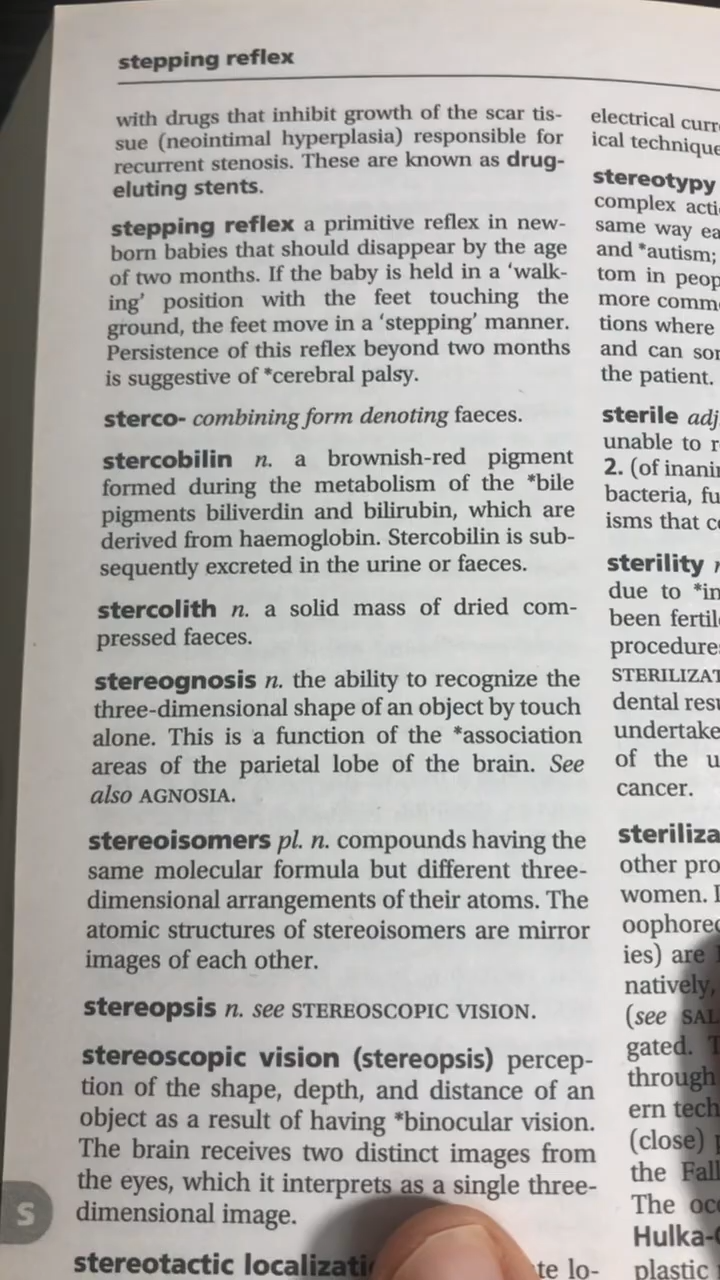 stepping reflex
with drugs that inhibit growth of the scar tis-
sue (neointimal hyperplasia) responsible for
recurrent stenosis. These are known as drug-
eluting stents.
stepping reflex a primitive reflex in new-
born babies that should disappear by the age
of two months. If the baby is held in a ‘walk-
ing’ position with the feet touching the
ground, the feet move in a ‘stepping’ manner.
Persistence of this reflex beyond two months
is suggestive of *cerebral palsy.
sterco- combining form denoting faeces.
stercobilin n. a brownish-red pigment
formed during the metabolism of the *bile
pigments biliverdin and bilirubin, which are
derived from haemoglobin. Stercobilin is sub-
sequently excreted in the urine or faeces.
stercolith n. a solid mass of dried com-
pressed faeces.
stereognosis n. the ability to recognize the
three-dimensional shape of an object by touch
alone. This is a function of the *association
areas of the parietal lobe of the brain. See
also AGNOSIA.
stereoisomers pl. n. compounds having the
same molecular formula but different three-
dimensional arrangements of their atoms. The
atomic structures of stereoisomers are mirror
images of each other.
stereopsis n. see STEREOSCOPIC VISION.
stereoscopic vision (stereopsis) percep-
tion of the shape, depth, and distance of an
object as a result of having *binocular vision.
The brain receives two distinct images from
the eyes, which it interprets as a single three-
dimensional image.
stereotactic te lo-
S
electrical
ical technique
stereotypy
complex
same way
and *autism;
tom in
more
tions where
and can
the patient.
sterile adj.
unable to
2. (of
bacteria,
isms that
sterility
due to
been
procedures
dental
undertake
of the
cancer.
other
women.
ies) are
natively,
(see
gated.
through
ern
(close)
the
The
plastic